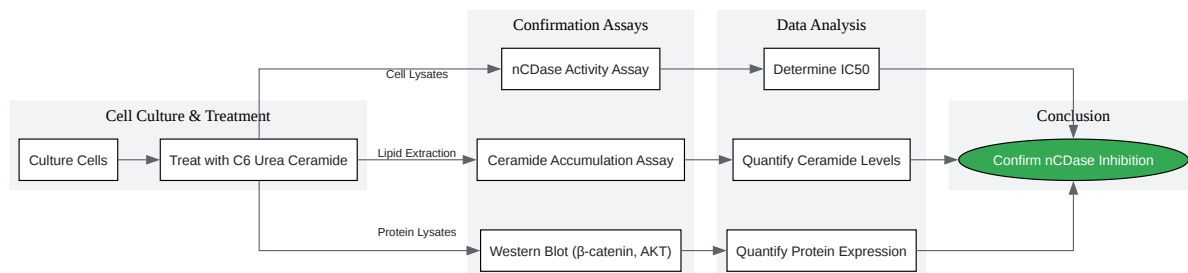 Confirmation Assays
Data Analysis
Cell Lysates
nCDase Activity Assay
Determine IC50
Cell Culture & Treatment
Conclusion
Culture Cells
Treat with C6 Urea Ceramide
Lipid Extraction
Ceramide Accumulation Assay
Quantify Ceramide Levels
Confirm nCDase Inhibition
Protein Lysates
Western Blot (β-catenin, AKT)
Quantify Protein Expression